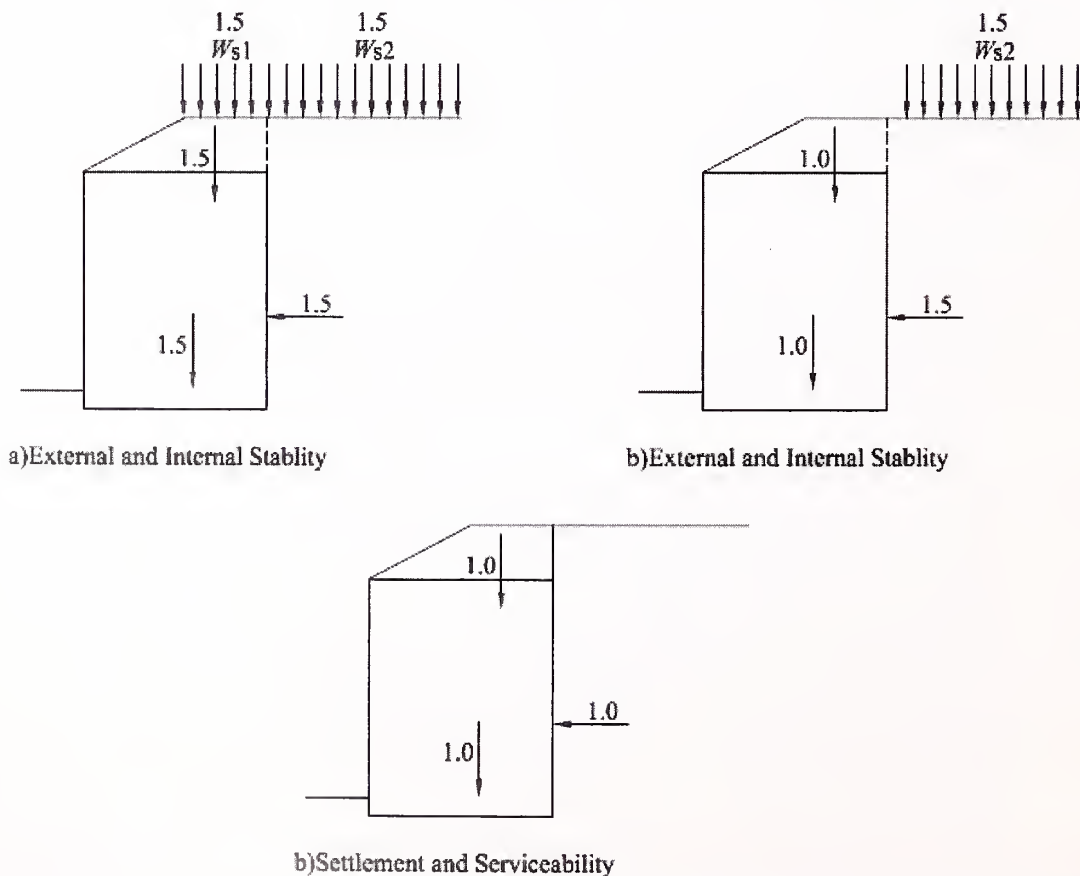 1.5 1.5 1.5
Ws1 Ws2 Ws2
1.5 1.0
1.5 1.5
1.5 1.0
a)External and Internal Stablity b)External and Internal Stablity
1.0
1.0
1.0
b)Settlement and Serviceability